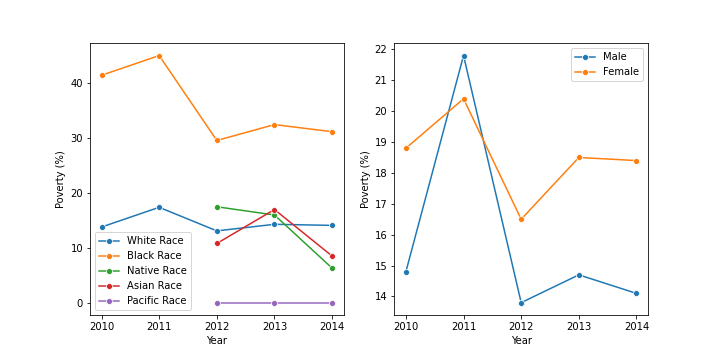 Poverty (%)
40
30
20
10
0
White Race
Black Race
Native Race
Asian Race
Pacific Race
2010 2011 2012 2013 2014
Year
Poverty (%)
22
21
20
19
18
17
16
15
14
Male
Female
2010 2011 2012 2013 2014
Year